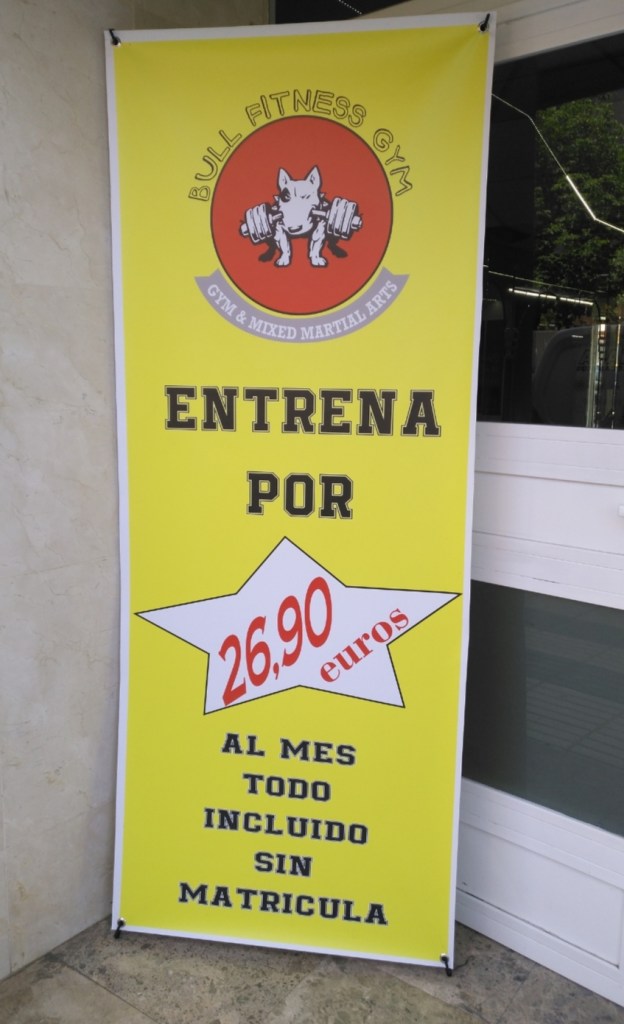 BULL FITNESS GYM
GYM & MIXED MARTIAL ARTS
ENTRENA
POR
26,90
euros
AL MES
TODO
INCLUIDO
SIN
MATRICULA